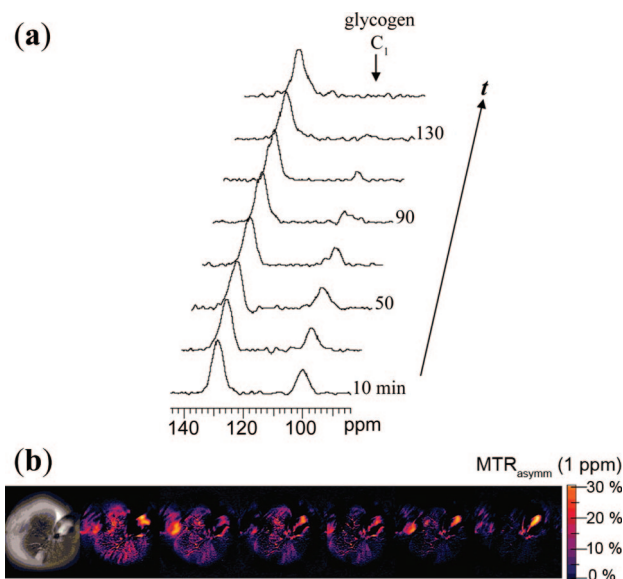 (a)
glycogen
C₁
t
130
90
50
10 min
140 120 100 ppm
(b)
MTRasymm (1 ppm)
30 %
20 %
10 %
0 %